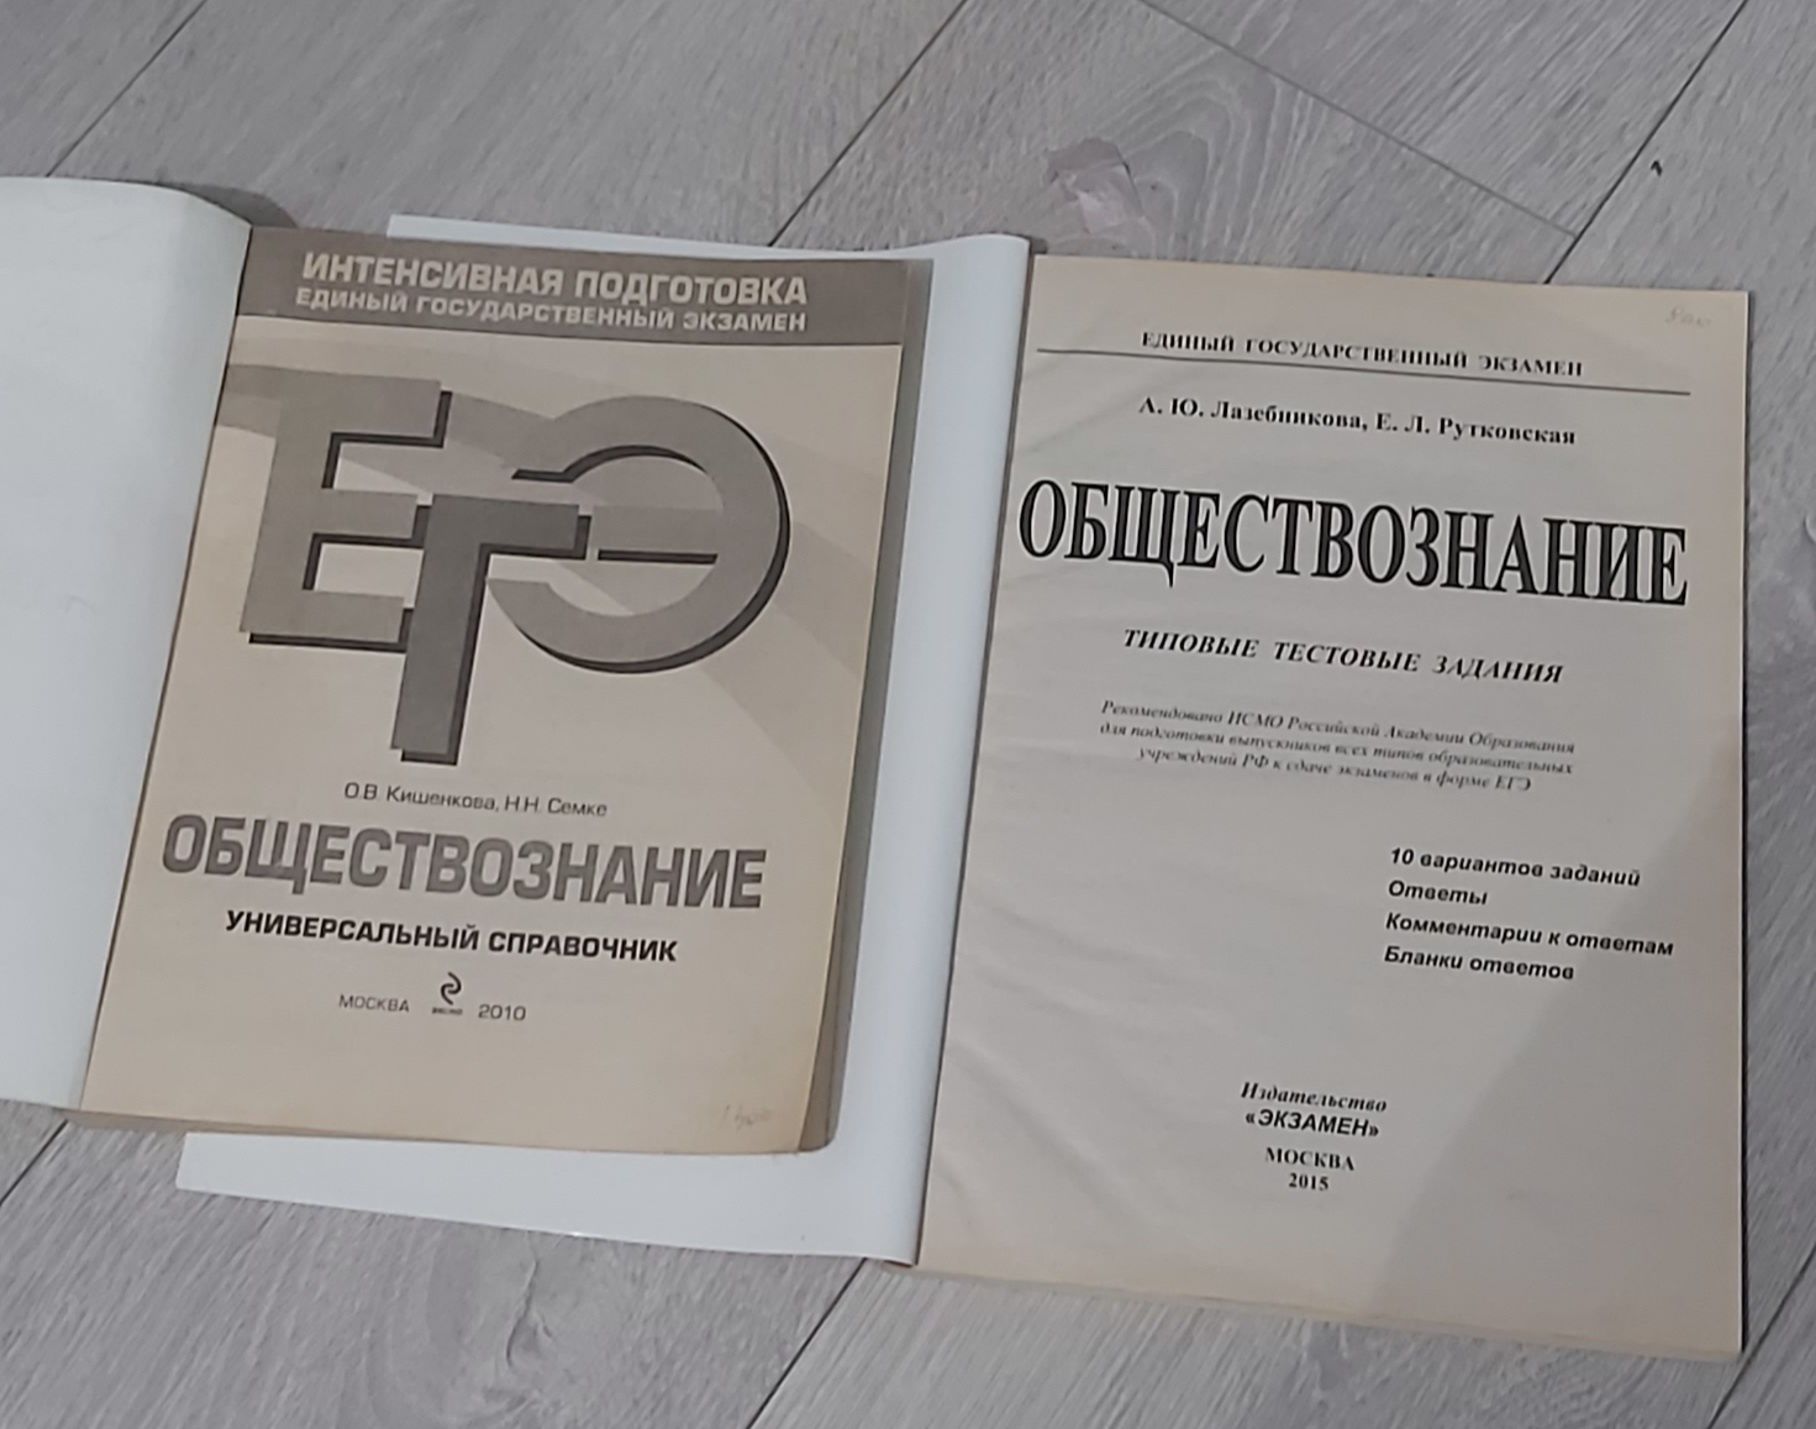 ИНТЕНСИВНАЯ ПОДГОТОВКА
ЕДИНЫЙ ГОСУДАРСТВЕННЫЙ ЭКЗАМЕН
ЕГЭ
О.В. Кишенкова, Н.Н. Семке
ОБЩЕСТВОЗНАНИЕ
УНИВЕРСАЛЬНЫЙ СПРАВОЧНИК
МОСКВА 2010
ЕДИНЫЙ ГОСУДАРСТВЕННЫЙ ЭКЗАМЕН
А. Ю. Лазебникова, Е. Л. Рутковская
ОБЩЕСТВОЗНАНИЕ
ТИПОВЫЕ ТЕСТОВЫЕ ЗАДАНИЯ
Рекомендовано ИСМО Российской Академии Образования
для подготовки выпускников всех типов образовательных
учреждений РФ к сдаче экзаменов в форме ЕГЭ
10 вариантов заданий
Ответы
Комментарии к ответам
Бланки ответов
Издательство
«ЭКЗАМЕН»
МОСКВА
2015